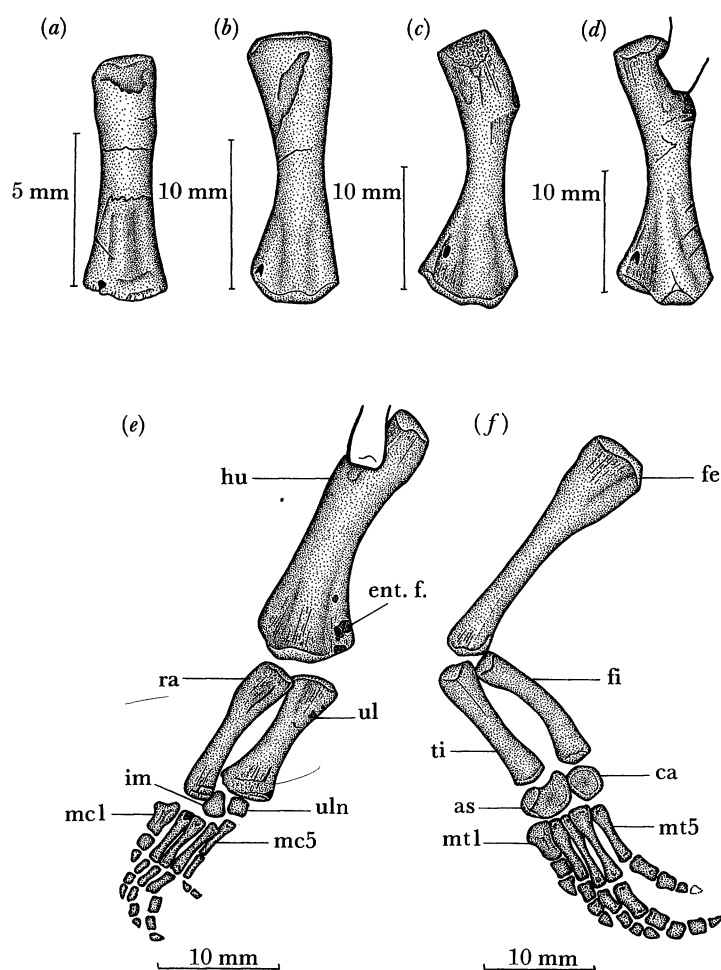 (a)
(b)
(c)
(d)
5 mm
10 mm
10 mm
10 mm
(e)
(f)
hu
fe
ent. f.
ra
fi
ul
ti
im
ca
mc1
uln
as
mc5
mt1
mt5
10 mm
10 mm